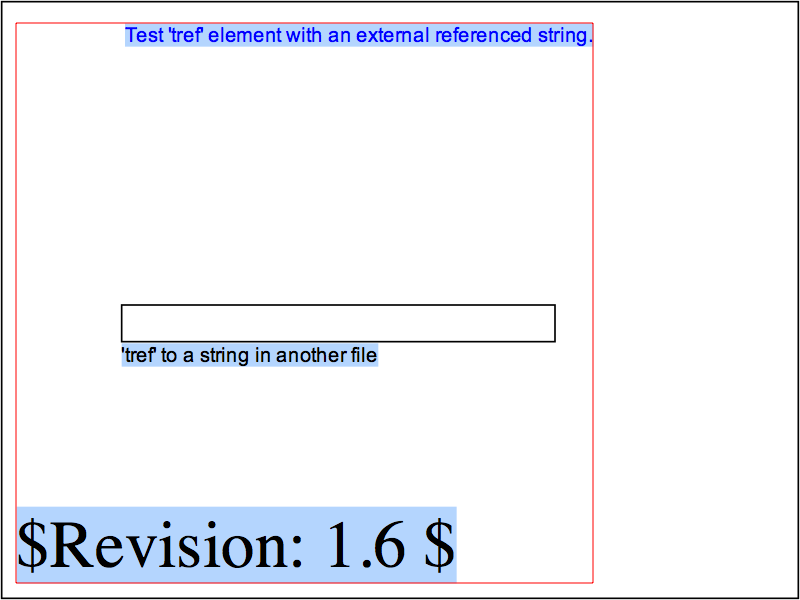 Test 'tref' element with an external referenced string.
'tref' to a string in another file
$Revision: 1.6 $